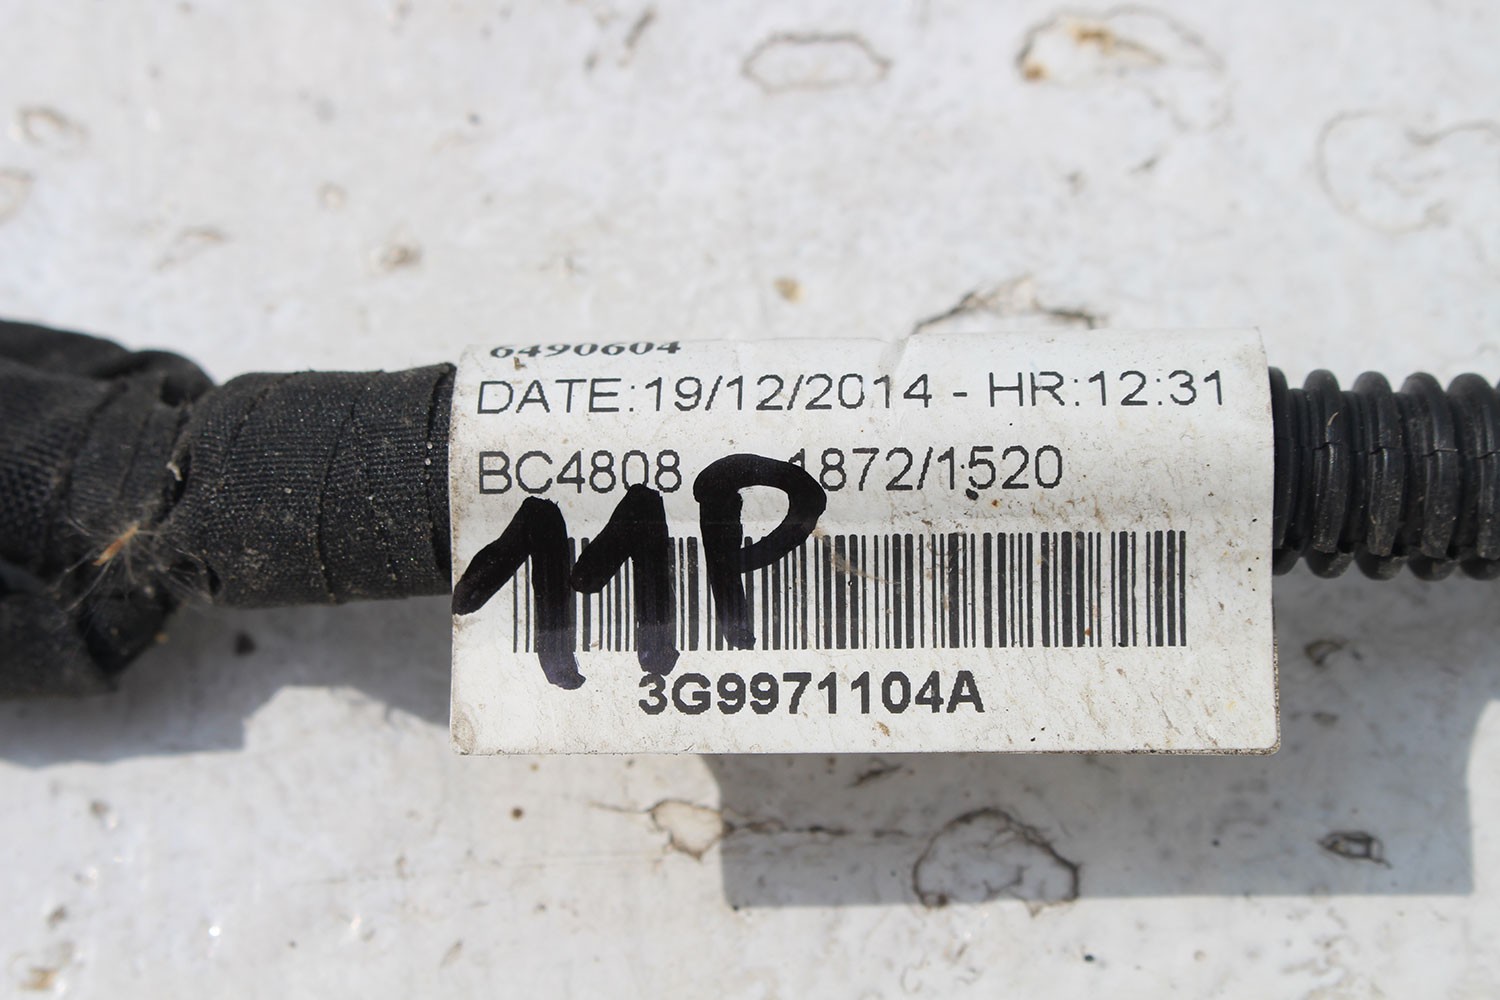 6490604
DATE:19/12/2014 - HR:12:31
BC4808 1872/1520
11P
3G9971104A